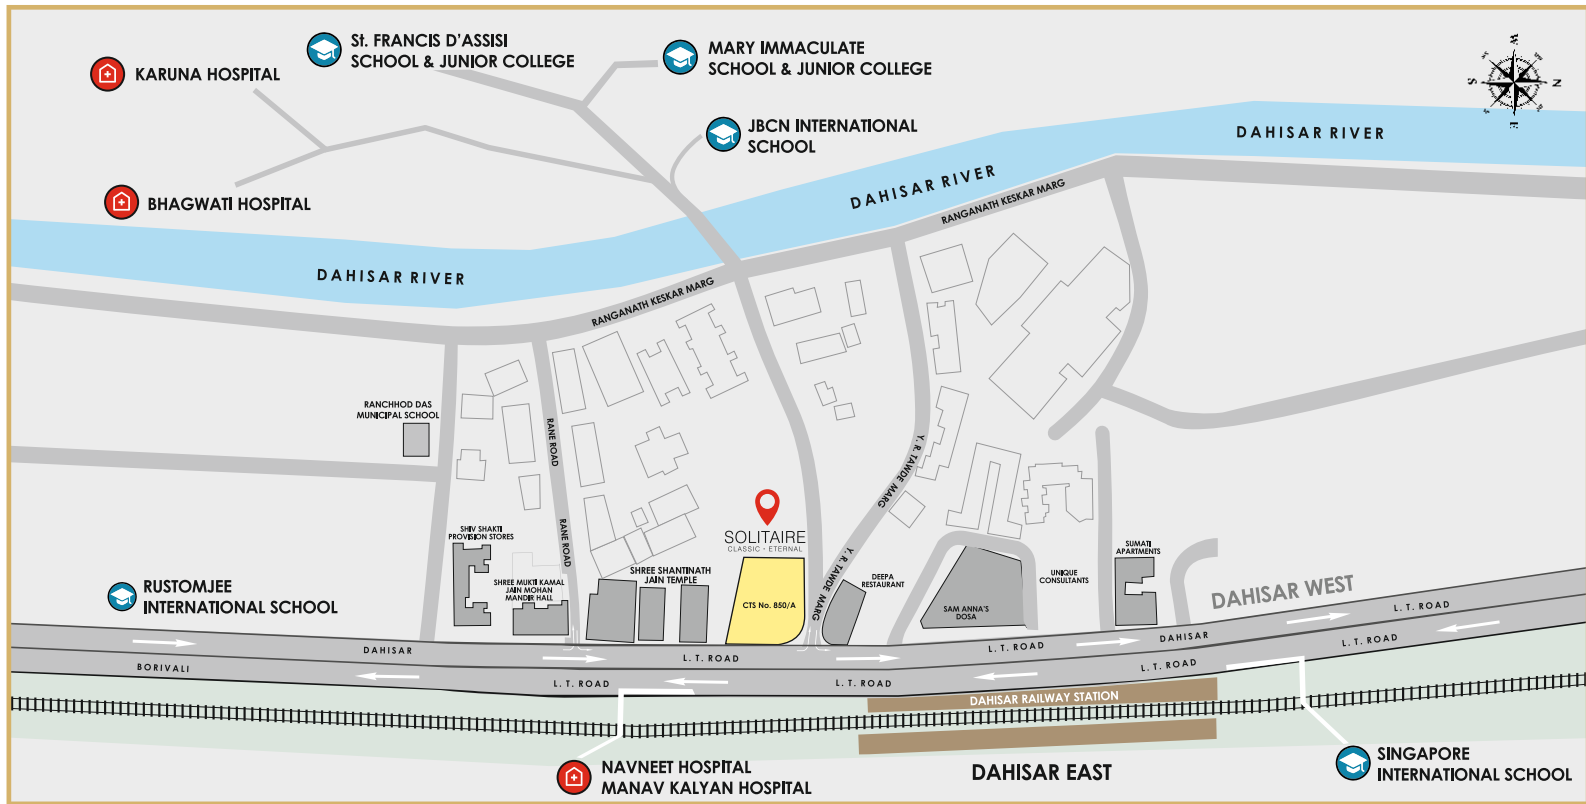 St. FRANCIS D'ASSISI
SCHOOL & JUNIOR COLLEGE
MARY IMMACULATE
SCHOOL & JUNIOR COLLEGE
KARUNA HOSPITAL
W
S
N
E
JBCN INTERNATIONAL
SCHOOL
DAHISAR RIVER
BHAGWATI HOSPITAL
DAHISAR RIVER
RANGANATH KESKAR MARG
DAHISAR RIVER
RANGANATH KESKAR MARG
RANCHHOD DAS
MUNICIPAL SCHOOL
RANE ROAD
Y. R. TAWDE MARG
SHIV SHAKTI
PROVISION STORES
RANE ROAD
SOLITAIRE
CLASSIC - ETERNAL
SUMATI
APARTMENTS
SHREE SHANTINATH
JAIN TEMPLE
Y. R. TAWDE MARG
DEEPA
RESTAURANT
UNIQUE
CONSULTANTS
SHREE MUKTI KAMAL
JAIN MOHAN
MANDIR HALL
RUSTOMJEE
INTERNATIONAL SCHOOL
CTS No. 850/A
SAM ANNA'S
DOSA
DAHISAR WEST
L. T. ROAD
DAHISAR
L. T. ROAD
L. T. ROAD
DAHISAR
L. T. ROAD
BORIVALI
L. T. ROAD
L. T. ROAD
L. T. ROAD
DAHISAR RAILWAY STATION
NAVNEET HOSPITAL
MANAV KALYAN HOSPITAL
DAHISAR EAST
SINGAPORE
INTERNATIONAL SCHOOL